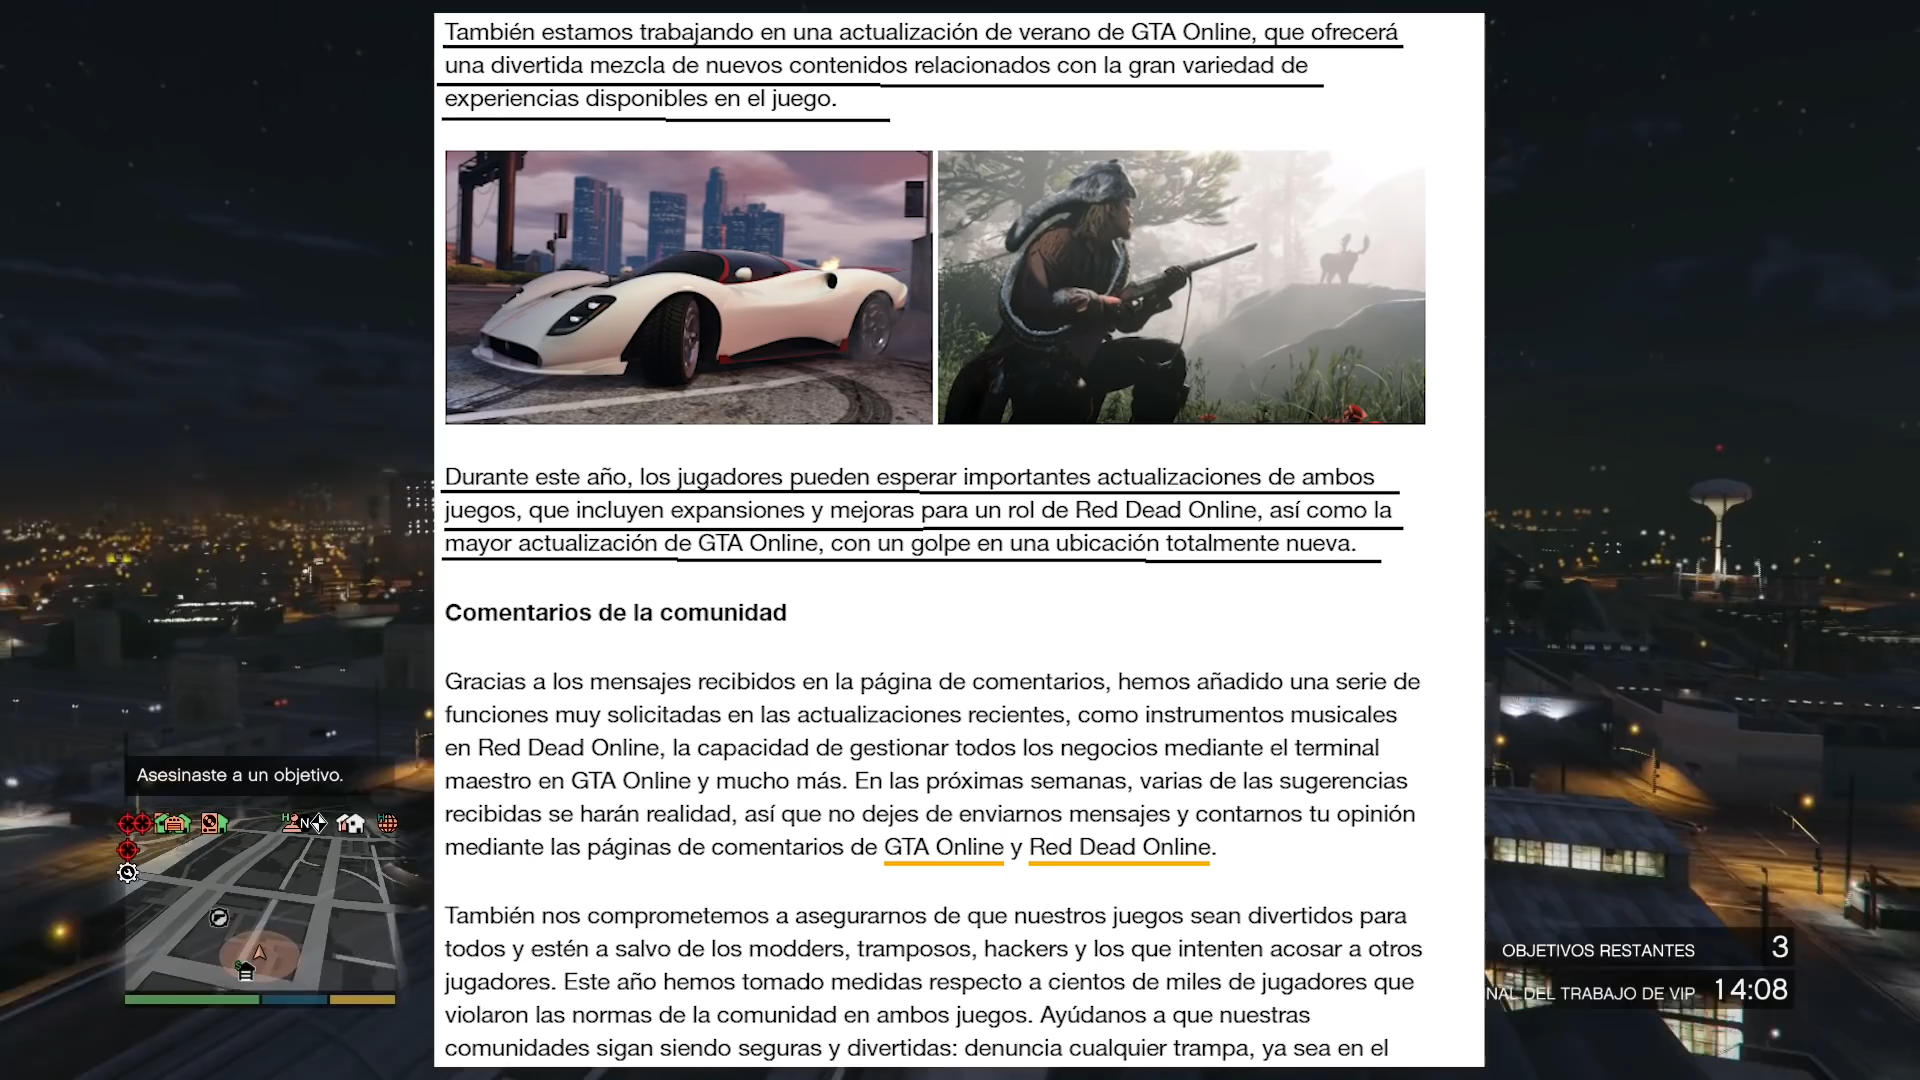 También estamos trabajando en una actualización de verano de GTA Online, que ofrecerá
una divertida mezcla de nuevos contenidos relacionados con la gran variedad de
experiencias disponibles en el juego.
Durante este año, los jugadores pueden esperar importantes actualizaciones de ambos
juegos, que incluyen expansiones y mejoras para un rol de Red Dead Online, así como la
mayor actualización de GTA Online, con un golpe en una ubicación totalmente nueva.
Comentarios de la comunidad
Gracias a los mensajes recibidos en la página de comentarios, hemos añadido una serie de
funciones muy solicitadas en las actualizaciones recientes, como instrumentos musicales
en Red Dead Online, la capacidad de gestionar todos los negocios mediante el terminal
maestro en GTA Online y mucho más. En las próximas semanas, varias de las sugerencias
recibidas se harán realidad, así que no dejes de enviarnos mensajes y contarnos tu opinión
mediante las páginas de comentarios de GTA Online y Red Dead Online.
También nos comprometemos a asegurarnos de que nuestros juegos sean divertidos para
todos y estén a salvo de los modders, tramposos, hackers y los que intenten acosar a otros
jugadores. Este año hemos tomado medidas respecto a cientos de miles de jugadores que
violaron las normas de la comunidad en ambos juegos. Ayúdanos a que nuestras
comunidades sigan siendo seguras y divertidas: denuncia cualquier trampa, ya sea en el
Asesinaste a un objetivo.
N
OBJETIVOS RESTANTES 3
NAL DEL TRABAJO DE VIP 14:08